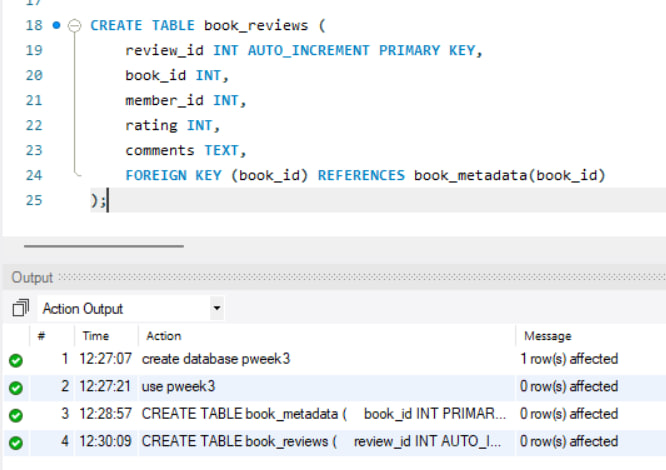 18 CREATE TABLE book_reviews (
19 review_id INT AUTO_INCREMENT PRIMARY KEY,
20 book_id INT,
21 member_id INT,
22 rating INT,
23 comments TEXT,
24 FOREIGN KEY (book_id) REFERENCES book_metadata(book_id)
25 );
Output
Action Output
# Time Action Message
1 12:27:07 create database pweek3 1 row(s) affected
2 12:27:21 use pweek3 0 row(s) affected
3 12:28:57 CREATE TABLE book_metadata ( book_id INT PRIMAR... 0 row(s) affected
4 12:30:09 CREATE TABLE book_reviews ( review_id INT AUTO_I... 0 row(s) affected